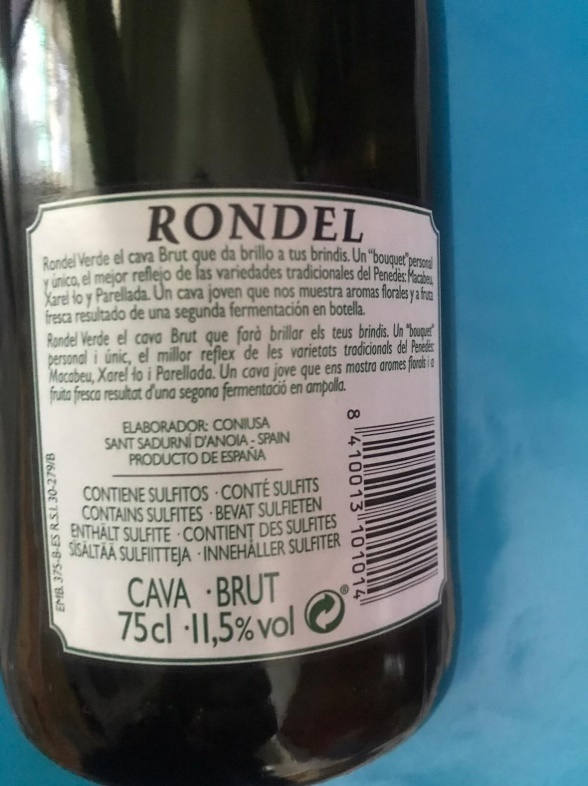 RONDEL
Rondel Verde el cava Brut que da brillo a tus brindis. Un "bouquet" personal
y único, el mejor reflejo de las variedades tradicionales del Penedès: Macabeu,
Xarel·lo y Parellada. Un cava joven que nos muestra aromas florales y a fruta
fresca resultado de una segunda fermentación en botella.
Rondel Verde el cava Brut que farà brillar els teus brindis. Un "bouquet"
personal i únic, el millor reflex de les varietats tradicionals del Penedès:
Macabeu, Xarel·lo i Parellada. Un cava jove que ens mostra aromes florals i a
fruita fresca resultat d'una segona fermentació en ampolla.
ELABORADOR: CONIUSA
SANT SADURNÍ D'ANOIA - SPAIN
PRODUCTO DE ESPAÑA
CONTIENE SULFITOS · CONTÉ SULFITS
CONTAINS SULFITES · BEVAT SULFIETEN
ENTHÄLT SULFITE · CONTIENT DES SULFITES
SISÄLTÄÄ SULFIITTEJA · INNEHÅLLER SULFITER
CAVA · BRUT
75cl · 11,5% vol
®
EMB. 375-B-ES R.S.I. 30-279/B
8 410013 101014